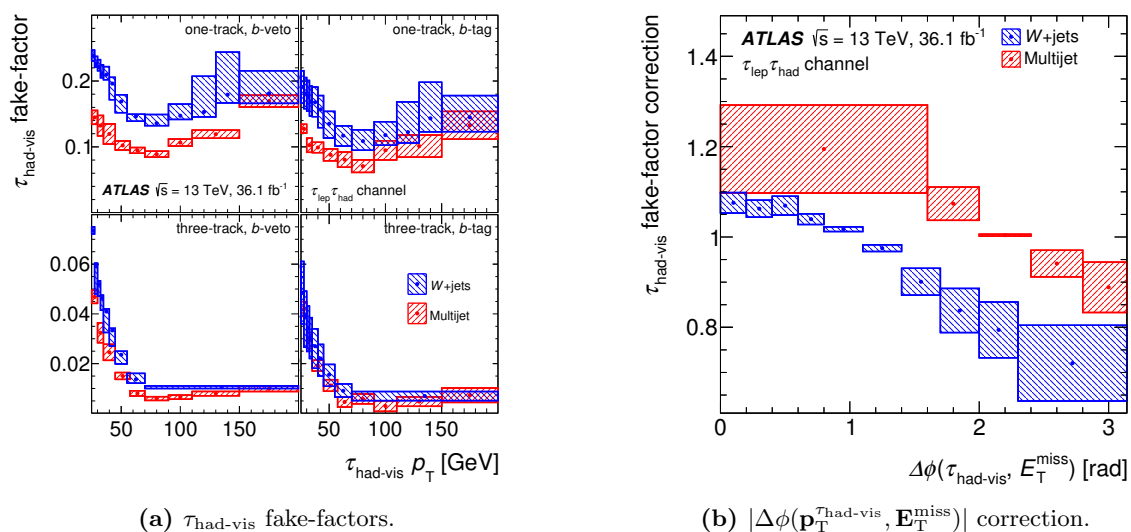 one-track, b-veto
one-track, b-tag
τhad-vis fake-factor
0.2
0.1
ATLAS √s = 13 TeV, 36.1 fb-1
τlepτhad channel
three-track, b-veto
three-track, b-tag
0.06
0.04
0.02
W+jets
Multijet
50 100 150
50 100 150
τhad-vis pT [GeV]
(a) τhad-vis fake-factors.
τhad-vis fake-factor correction
1.4
1.2
1
0.8
ATLAS √s = 13 TeV, 36.1 fb-1
τlepτhad channel
W+jets
Multijet
0 1 2 3
Δϕ(τhad-vis, ETmiss) [rad]
(b) |Δϕ(pTτhad-vis, ETmiss)| correction.